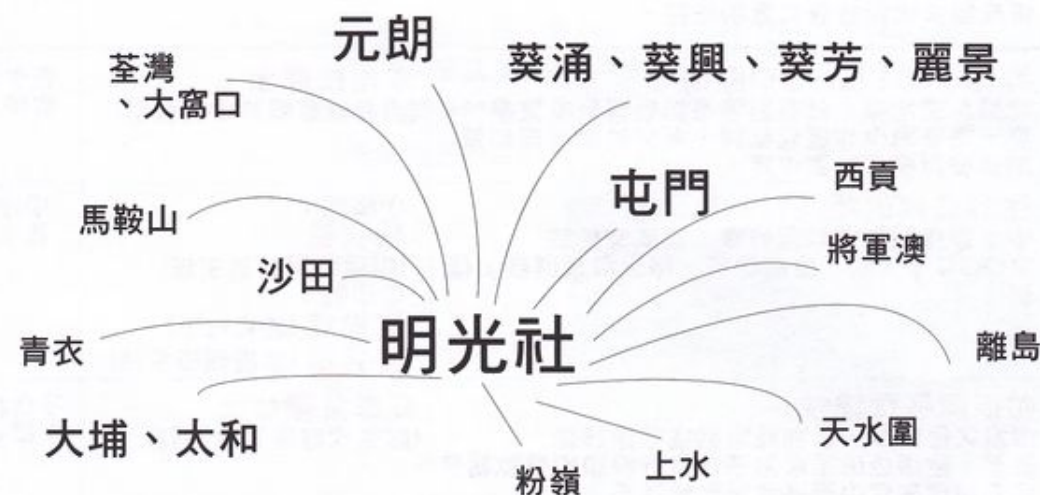 元朗
葵涌、葵興、葵芳、麗景
荃灣
、大窩口
屯門
西貢
馬鞍山
將軍澳
沙田
明光社
青衣
離島
大埔、太和
天水圍
上水
粉嶺